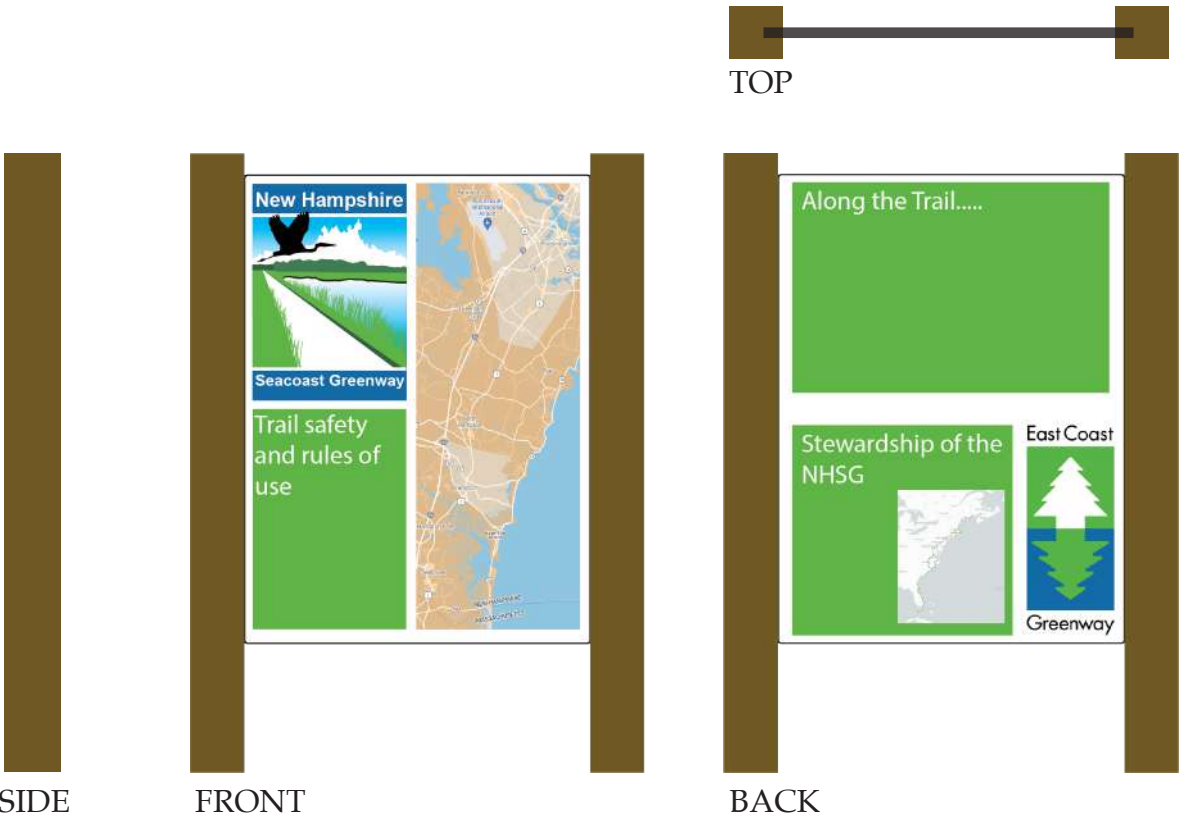 TOP
New Hampshire
Seacoast Greenway
Trail safety
and rules of
use
Along the Trail.....
Stewardship of the
NHSG
East Coast
Greenway
SIDE
FRONT
BACK